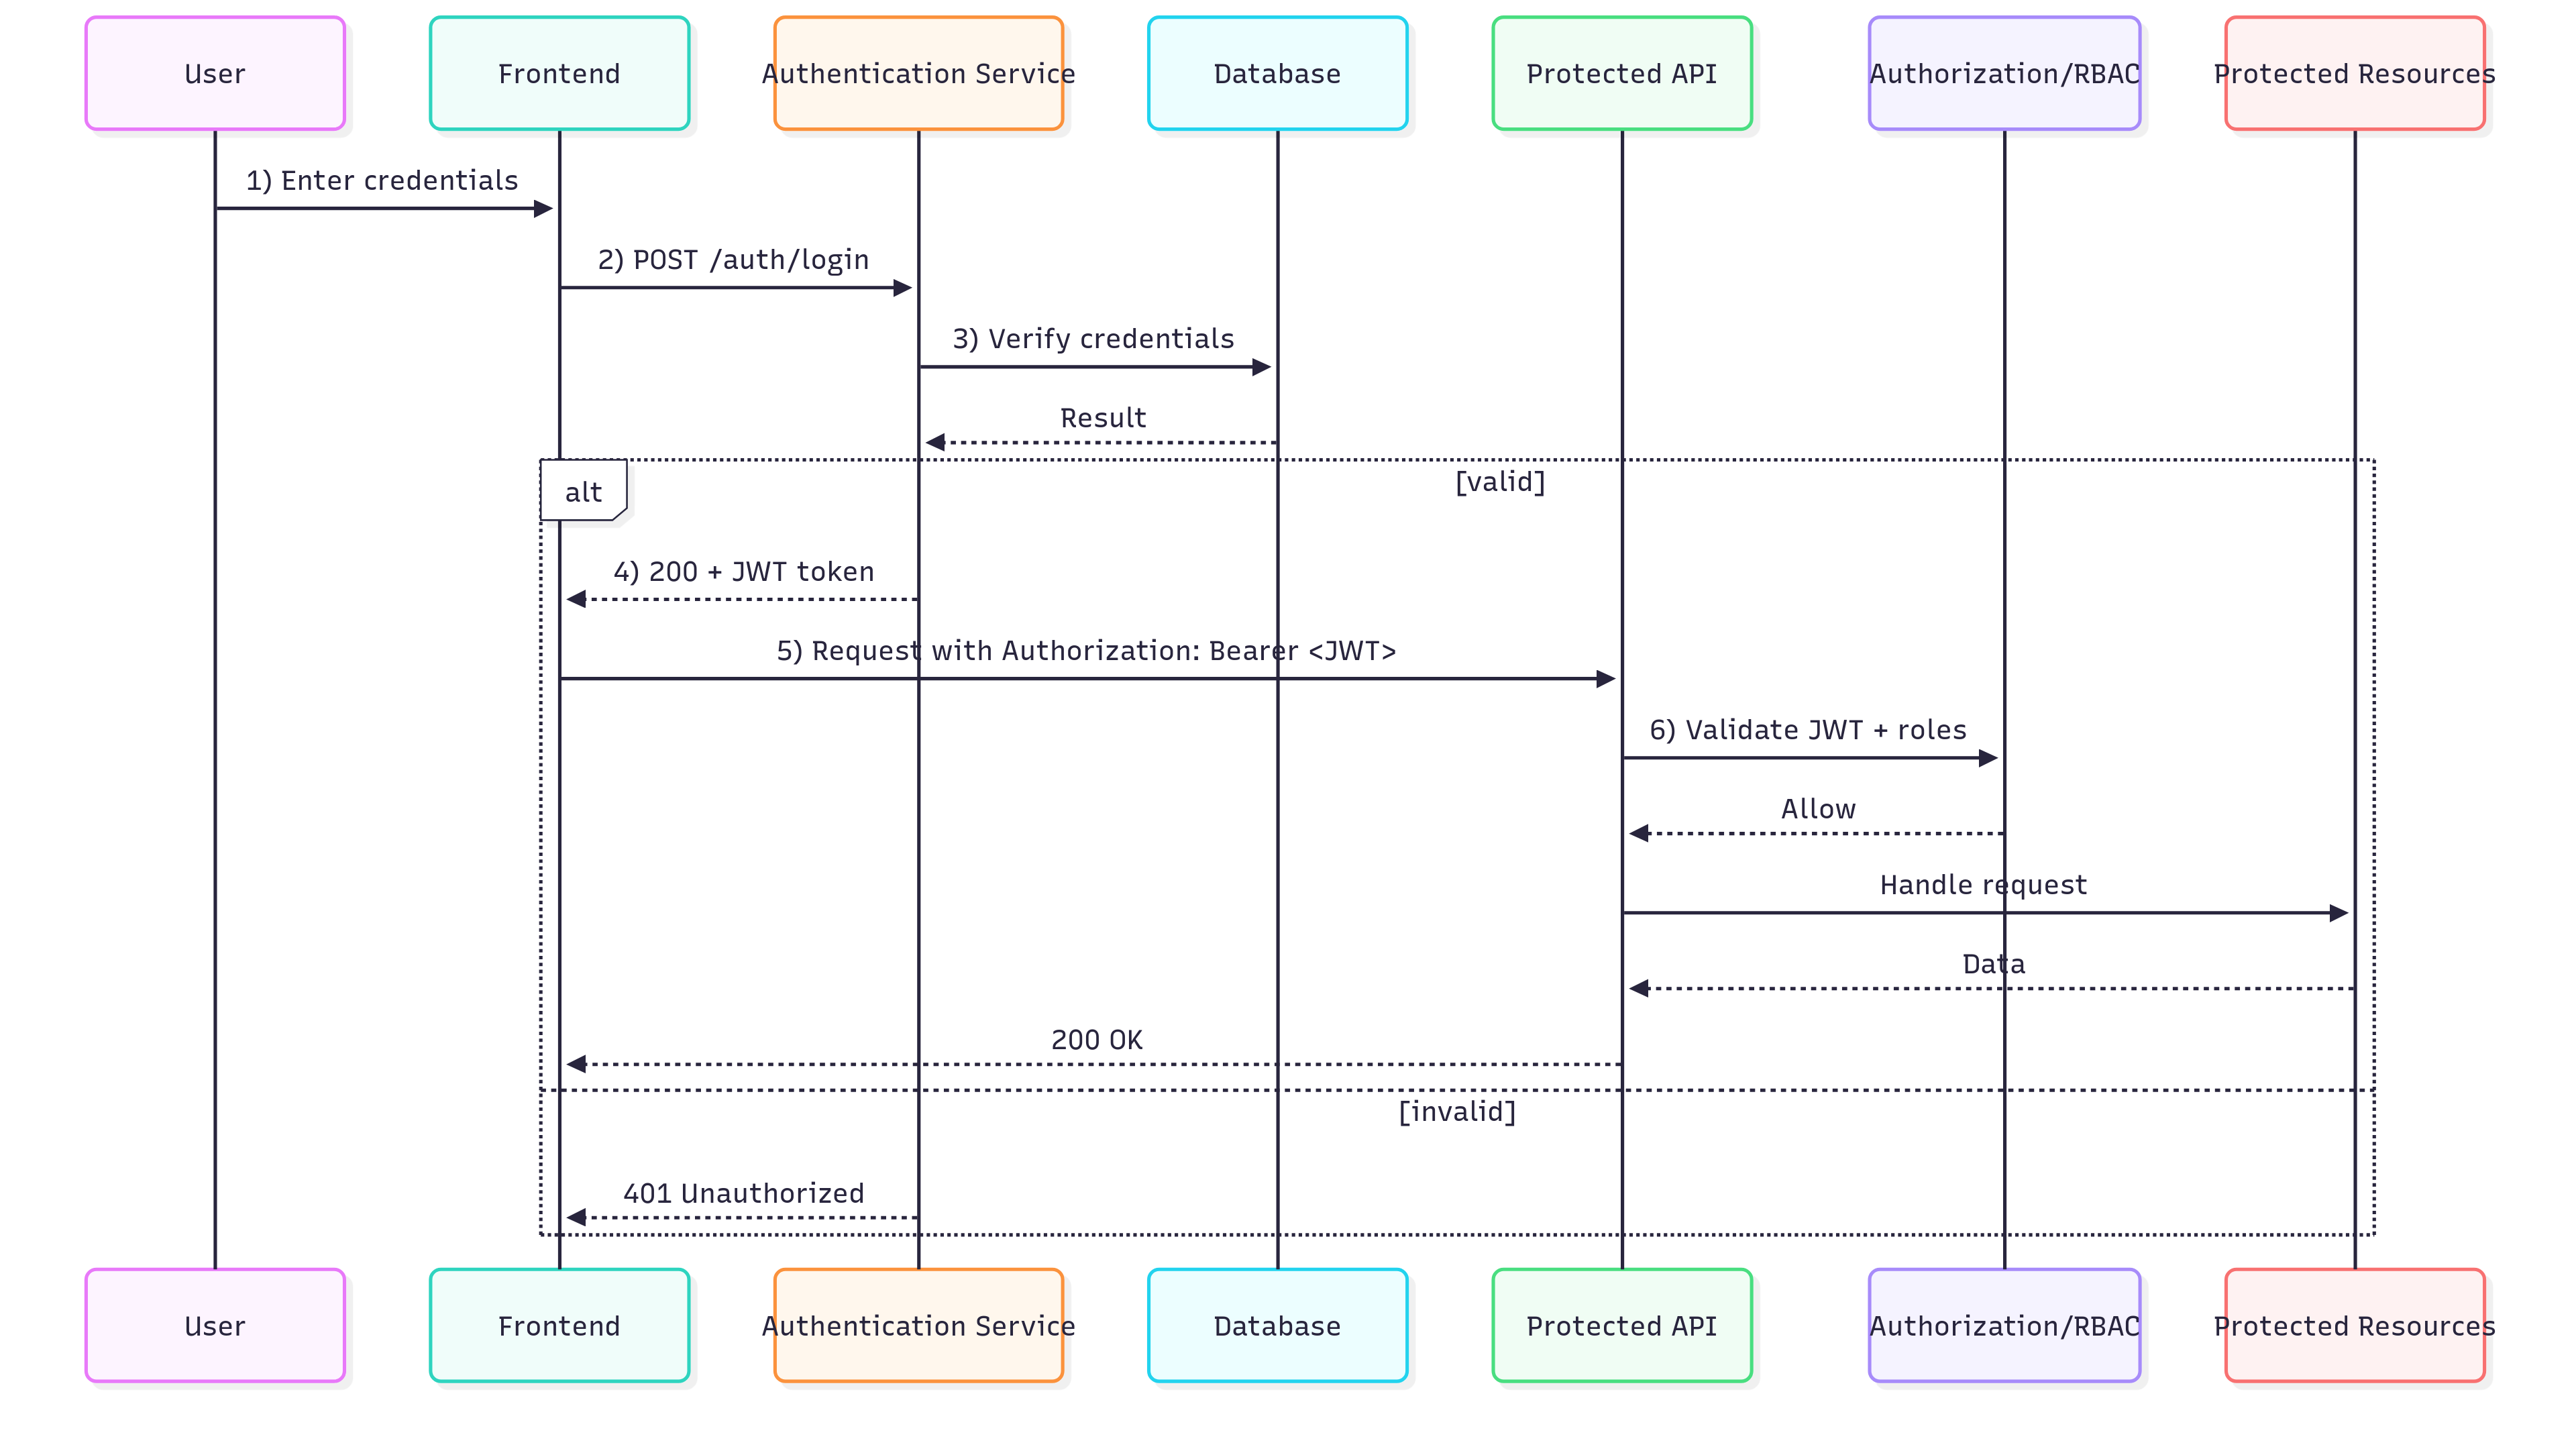 User
Frontend
Authentication Service
Database
Protected API
Authorization/RBAC
Protected Resources
1) Enter credentials
2) POST /auth/login
3) Verify credentials
Result
alt
[valid]
4) 200 + JWT token
5) Request with Authorization: Bearer <JWT>
6) Validate JWT + roles
Allow
Handle request
Data
200 OK
[invalid]
401 Unauthorized
User
Frontend
Authentication Service
Database
Protected API
Authorization/RBAC
Protected Resources